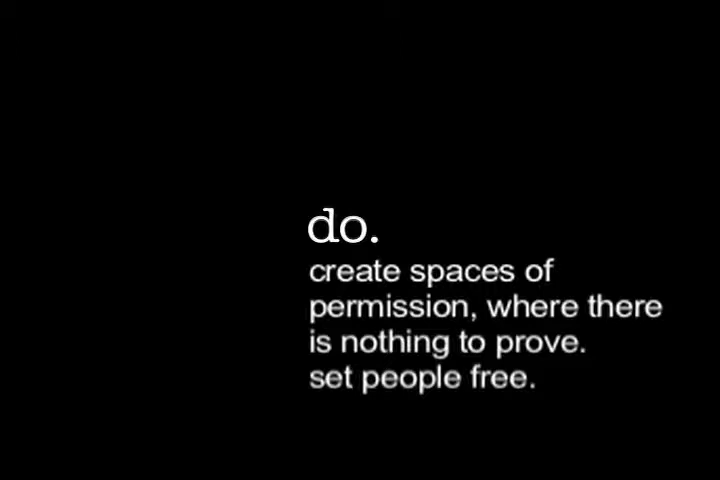 do.
create spaces of
permission, where there
is nothing to prove.
set people free.